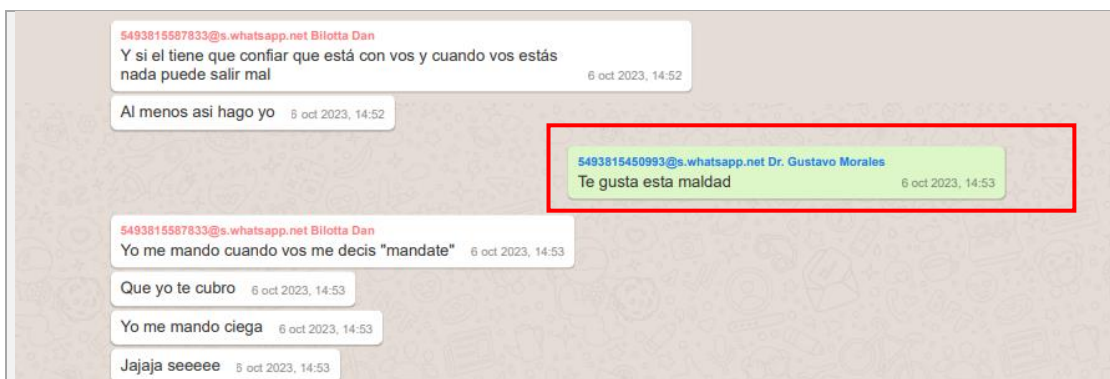 5493815587833@s.whatsapp.net Bilotta Dan
Y si el tiene que confiar que está con vos y cuando vos estás
nada puede salir mal 6 oct 2023, 14:52
Al menos asi hago yo 6 oct 2023, 14:52
5493815450993@s.whatsapp.net Dr. Gustavo Morales
Te gusta esta maldad 6 oct 2023, 14:53
5493815587833@s.whatsapp.net Bilotta Dan
Yo me mando cuando vos me decis "mandate" 6 oct 2023, 14:53
Que yo te cubro 6 oct 2023, 14:53
Yo me mando ciega 6 oct 2023, 14:53
Jajaja seeeee 6 oct 2023, 14:53